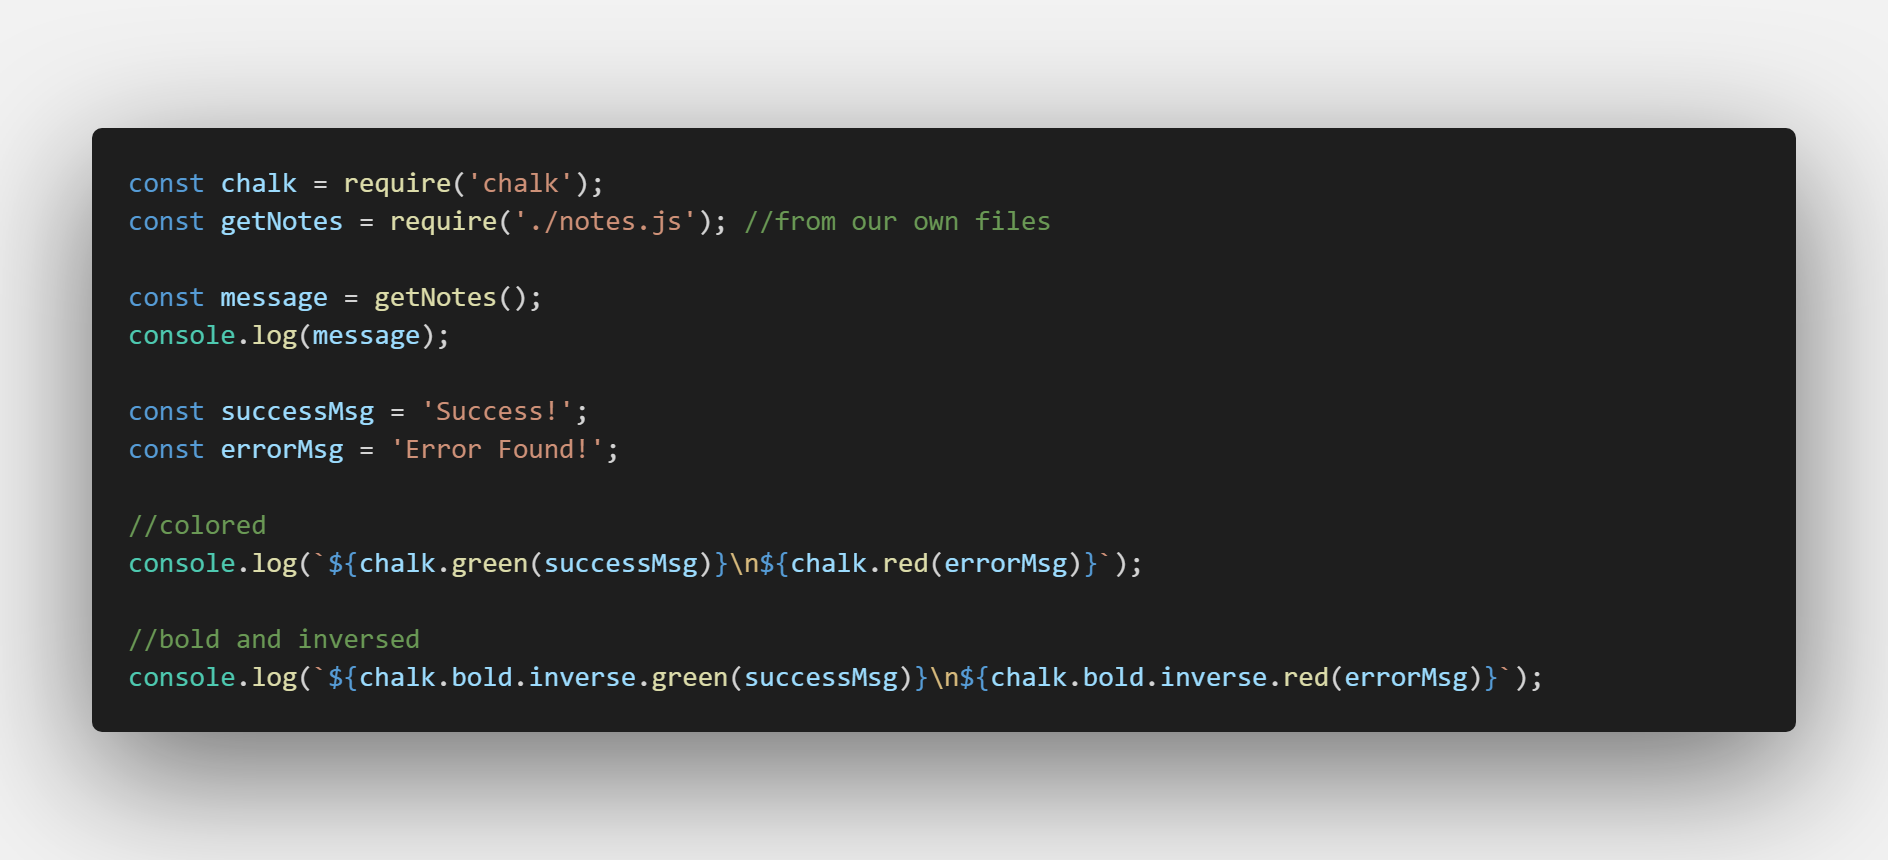 const chalk = require('chalk');
const getNotes = require('./notes.js'); //from our own files
const message = getNotes();
console.log(message);
const successMsg = 'Success!';
const errorMsg = 'Error Found!';
//colored
console.log(`${chalk.green(successMsg)}\n${chalk.red(errorMsg)}`);
//bold and inversed
console.log(`${chalk.bold.inverse.green(successMsg)}\n${chalk.bold.inverse.red(errorMsg)}`);